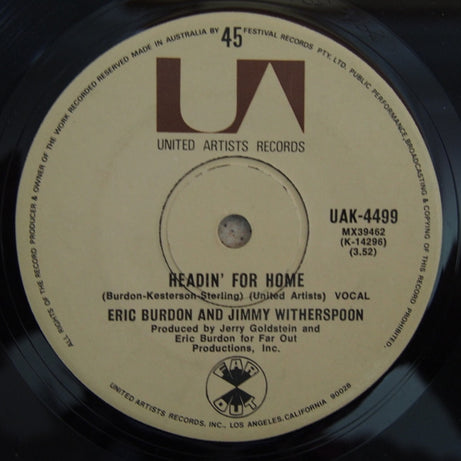 ALL RIGHTS OF THE RECORD PRODUCER & OWNER OF THE WORK RECORDED RESERVED MADE IN AUSTRALIA BY FESTIVAL RECORDS PTY. LTD. PUBLIC PERFORMANCE, BROADCASTING & COPYING OF THIS RECORD PROHIBITED.
45
UA
UNITED ARTISTS RECORDS
UAK-4499
MX39462
(K-14296)
(3.52)
HEADIN' FOR HOME
(Burdon-Kesterson-Sterling) (United Artists) VOCAL
ERIC BURDON AND JIMMY WITHERSPOON
Produced by Jerry Goldstein and
Eric Burdon for Far Out
Productions, Inc.
FAR
OUT
UNITED ARTISTS RECORDS, INC., LOS ANGELES, CALIFORNIA 90028